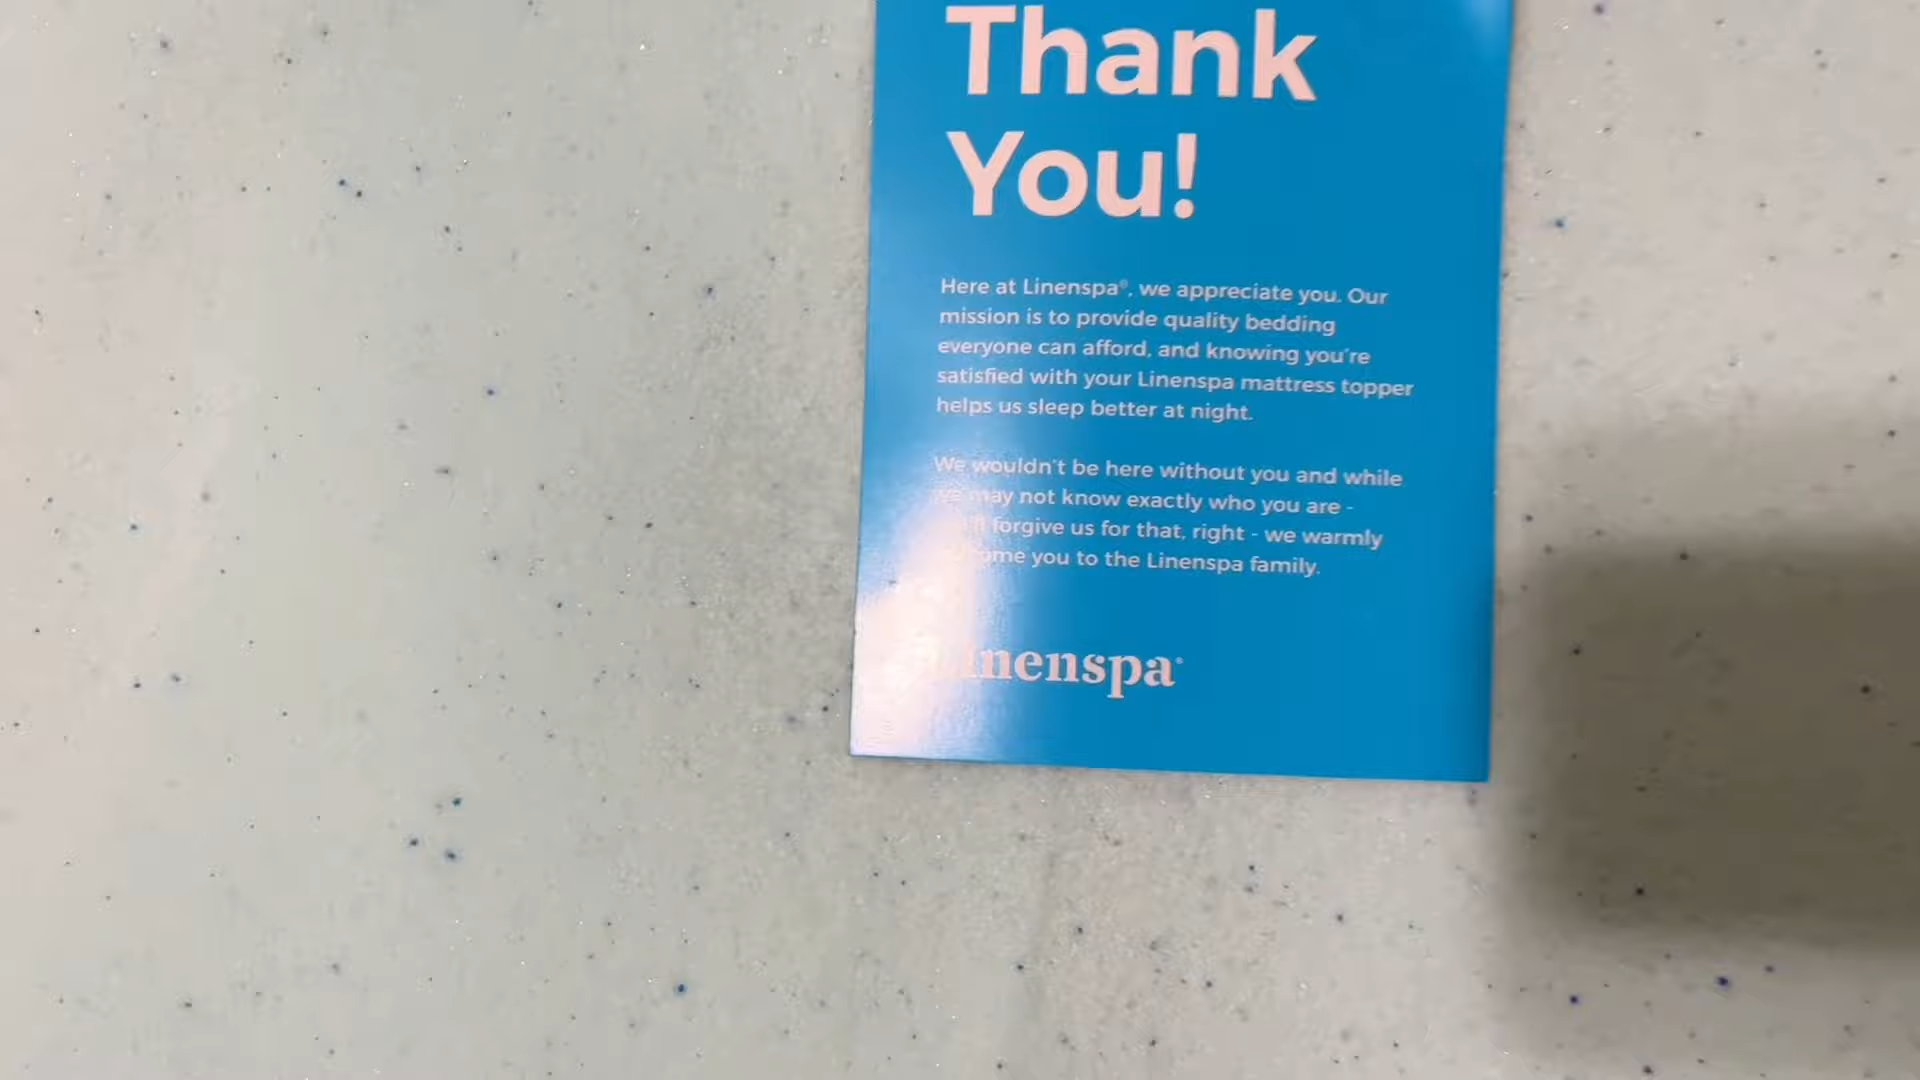 Thank
You!
Here at Linenspa®, we appreciate you. Our
mission is to provide quality bedding
everyone can afford, and knowing you're
satisfied with your Linenspa mattress topper
helps us sleep better at night.
We wouldn't be here without you and while
we may not know exactly who you are -
forgive us for that, right - we warmly
you to the Linenspa family.
Linenspa®